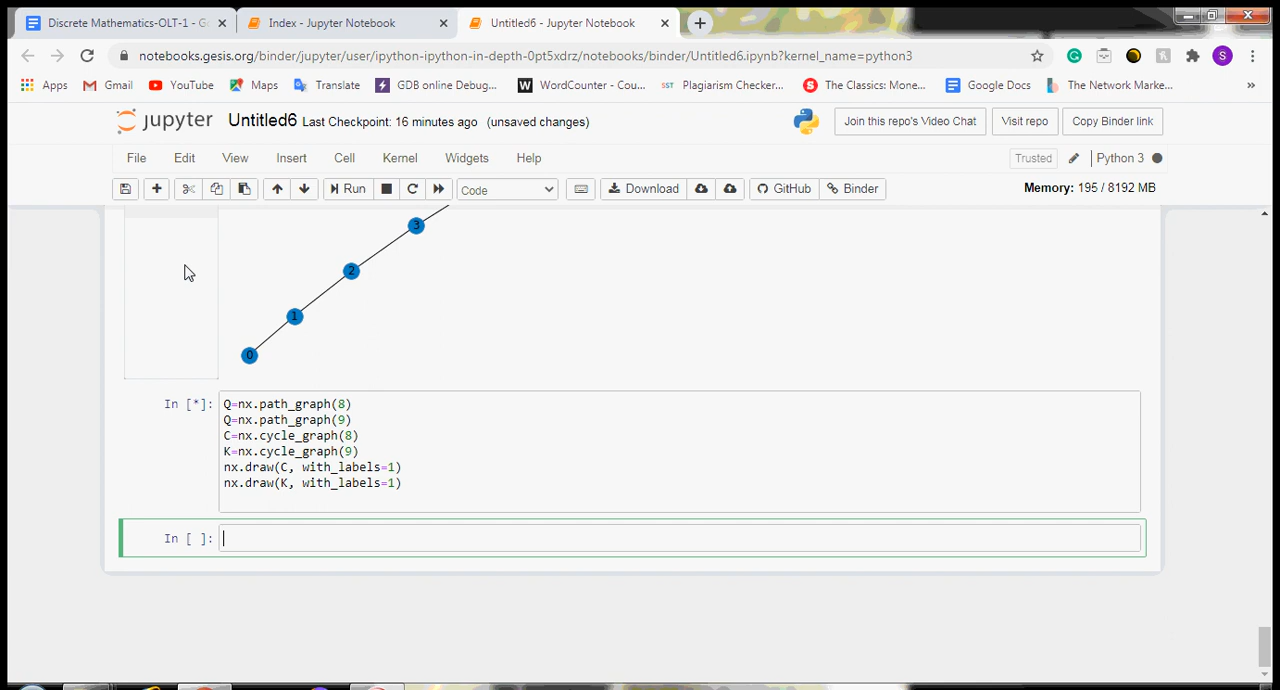 Discrete Mathematics-OLT-1 - G
Index - Jupyter Notebook
Untitled6 - Jupyter Notebook
notebooks.gesis.org/binder/jupyter/user/ipython-ipython-in-depth-0pt5xdrz/notebooks/binder/Untitled6.ipynb?kernel_name=python3
S
Apps
Gmail
YouTube
Maps
Translate
GDB online Debug...
W
WordCounter - Cou...
SST
Plagiarism Checker...
S
The Classics: Mone...
Google Docs
The Network Marke...
»
jupyter
Untitled6 Last Checkpoint: 16 minutes ago (unsaved changes)
Join this repo's Video Chat
Visit repo
Copy Binder link
File
Edit
View
Insert
Cell
Kernel
Widgets
Help
Trusted
Python 3
Run
Code
Download
GitHub
Binder
Memory: 195 / 8192 MB
3
2
1
0
In [*]:
Q=nx.path_graph(8)
Q=nx.path_graph(9)
C=nx.cycle_graph(8)
K=nx.cycle_graph(9)
nx.draw(C, with_labels=1)
nx.draw(K, with_labels=1)
In [ ]: